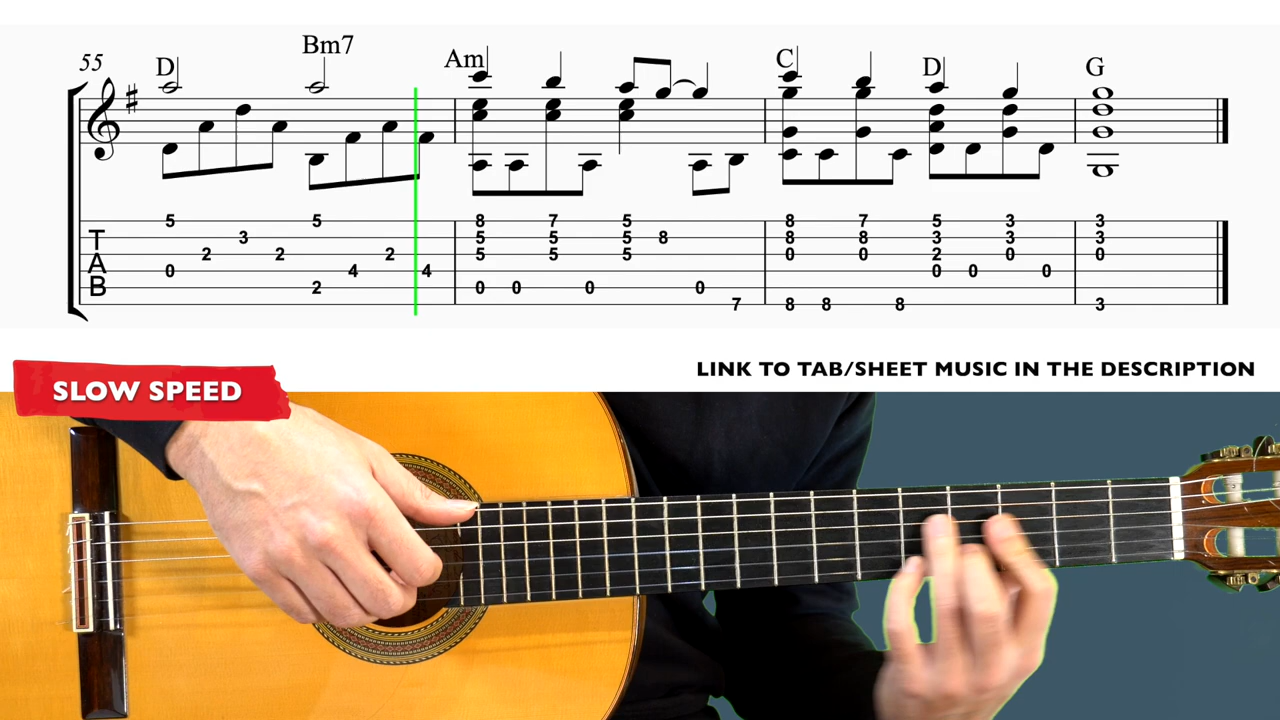 55 D Bm7 Am C D G
5 5 8 7 5 8 7 5 3 3
3 5 5 5 8 8 8 3 3 3
2 2 2 5 5 5 0 0 2 0 0
0 4 4 0 0 0
2 0 0 0 0
7 8 8 8 3
T
A
B
SLOW SPEED
LINK TO TAB/SHEET MUSIC IN THE DESCRIPTION